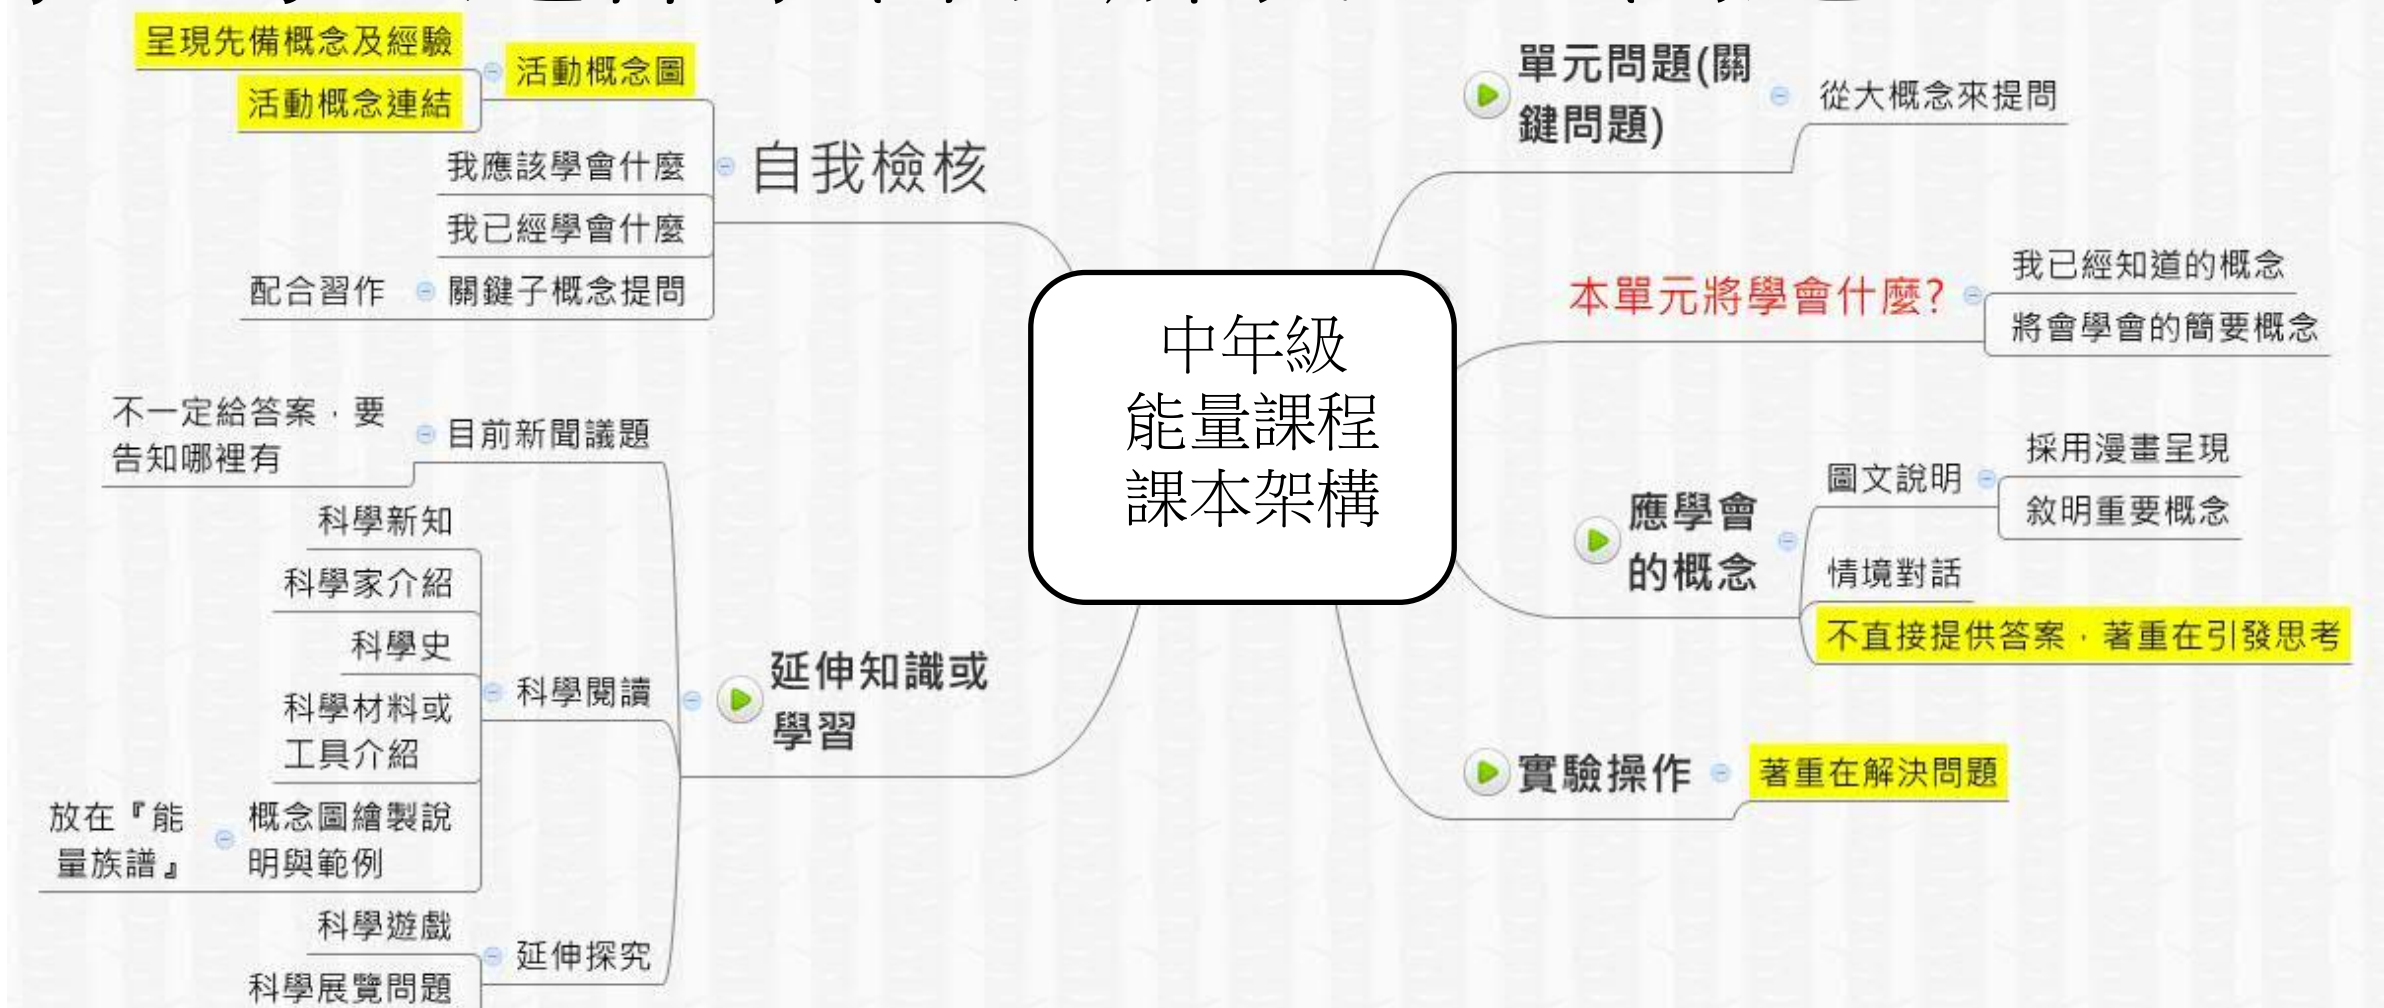 中年級
能量課程
課本架構
單元問題(關
鍵問題)
從大概念來提問
本單元將學會什麼?
我已經知道的概念
將會學會的簡要概念
應學會
的概念
圖文說明
採用漫畫呈現
敘明重要概念
情境對話
不直接提供答案，著重在引發思考
實驗操作
著重在解決問題
自我檢核
活動概念圖
呈現先備概念及經驗
活動概念連結
我應該學會什麼
我已經學會什麼
關鍵子概念提問
配合習作
延伸知識或
學習
目前新聞議題
不一定給答案，要
告知哪裡有
科學閱讀
科學新知
科學家介紹
科學史
科學材料或
工具介紹
概念圖繪製說
明與範例
放在『能
量族譜』
延伸探究
科學遊戲
科學展覽問題